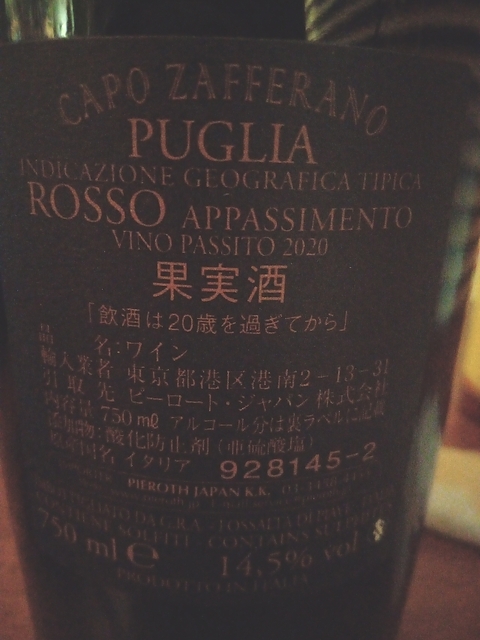 CAPO ZAFFERANO
PUGLIA
INDICAZIONE GEOGRAFICA TIPICA
ROSSO APPASSIMENTO
VINO PASSITO 2020
果実酒
「飲酒は20歳を過ぎてから」
品 名:ワイン
輸入業者 東京都港区港南2-13-31
引取先 ピーロート・ジャパン株式会社
内容量 750㎖ アルコール分は裏ラベルに記載
添加物:酸化防止剤(亜硫酸塩)
原産国名 イタリア 928145-2
PIEROTH JAPAN K.K.
CONTAINS
750 ml e 14,5% vol
PRODOTTO IN ITALIA